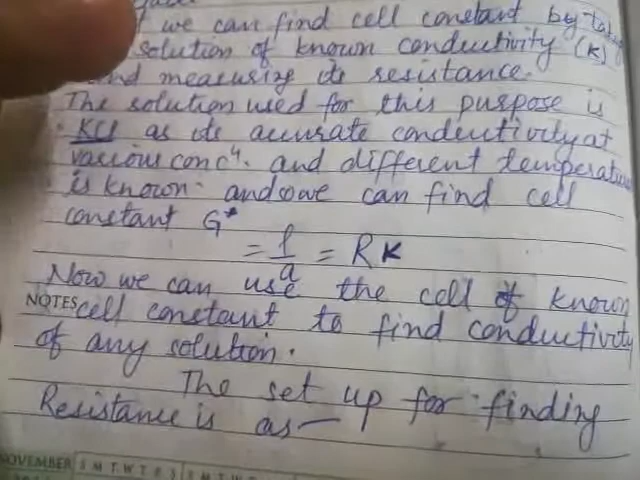 we can find cell constant by taking
solution of known conductivity (K)
and measuring its resistance.
The solution used for this purpose is
KCl as its accurate conductivity at
various concⁿ. and different temperature
is known. and so we can find cell
constant G*
= l/a = RK
Now we can use the cell of known
NOTES cell constant to find conductivity
of any solution.
The set up for finding
Resistance is as —
NOVEMBER S M T W T F S S M T W